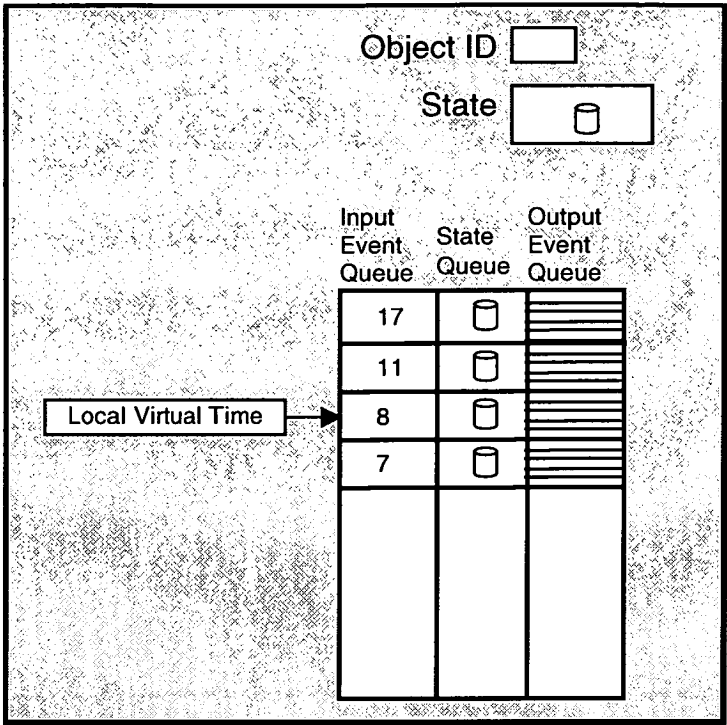 Object ID
State
Input
Event
Queue
State
Queue
Output
Event
Queue
17
11
Local Virtual Time
8
7